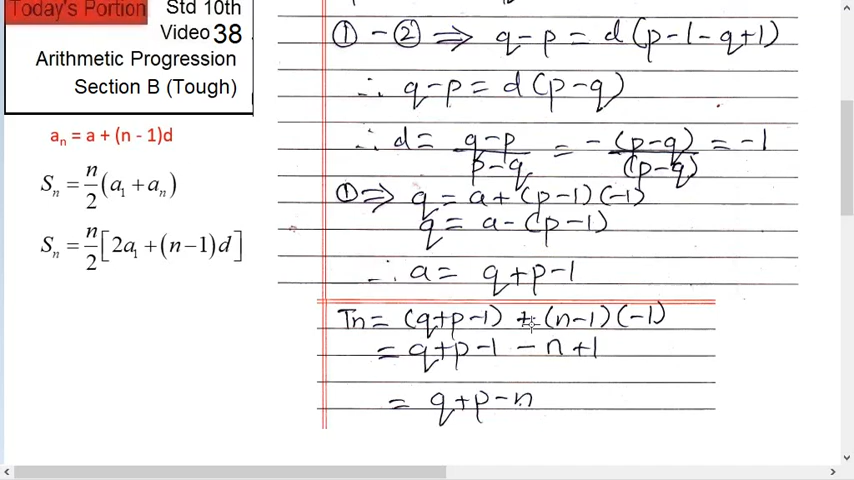 Today's Portion
Std 10th
Video 38
Arithmetic Progression
Section B (Tough)
aₙ = a + (n - 1)d
Sₙ = n/2 (a₁ + aₙ)
Sₙ = n/2 [2a₁ + (n−1)d]
① − ② ⇒ q−p = d(p−1−q+1)
∴ q−p = d(p−q)
∴ d = q−p/p−q = −(p−q)/(p−q) = −1
① ⇒ q = a+(p−1)(−1)
q = a−(p−1)
∴ a = q+p−1
Tn = (q+p−1) + (n−1)(−1)
= q+p−1 −n+1
= q+p−n